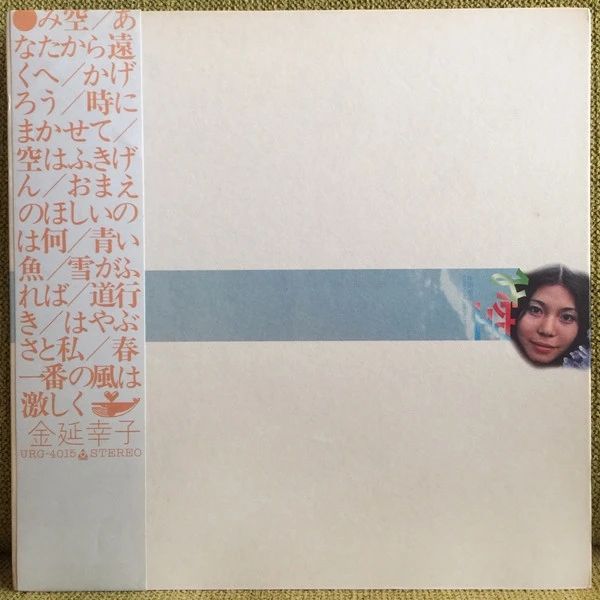 み空/あ
なたから遠
くへ/かげ
ろう/時に
まかせて/
空はふきげ
ん/おまえ
のほしいの
は何/青い
魚/雪がふ
れば/道行
き/はやぶ
さと私/春
一番の風は
激しく
金延幸子
URG-4015 STEREO
み空